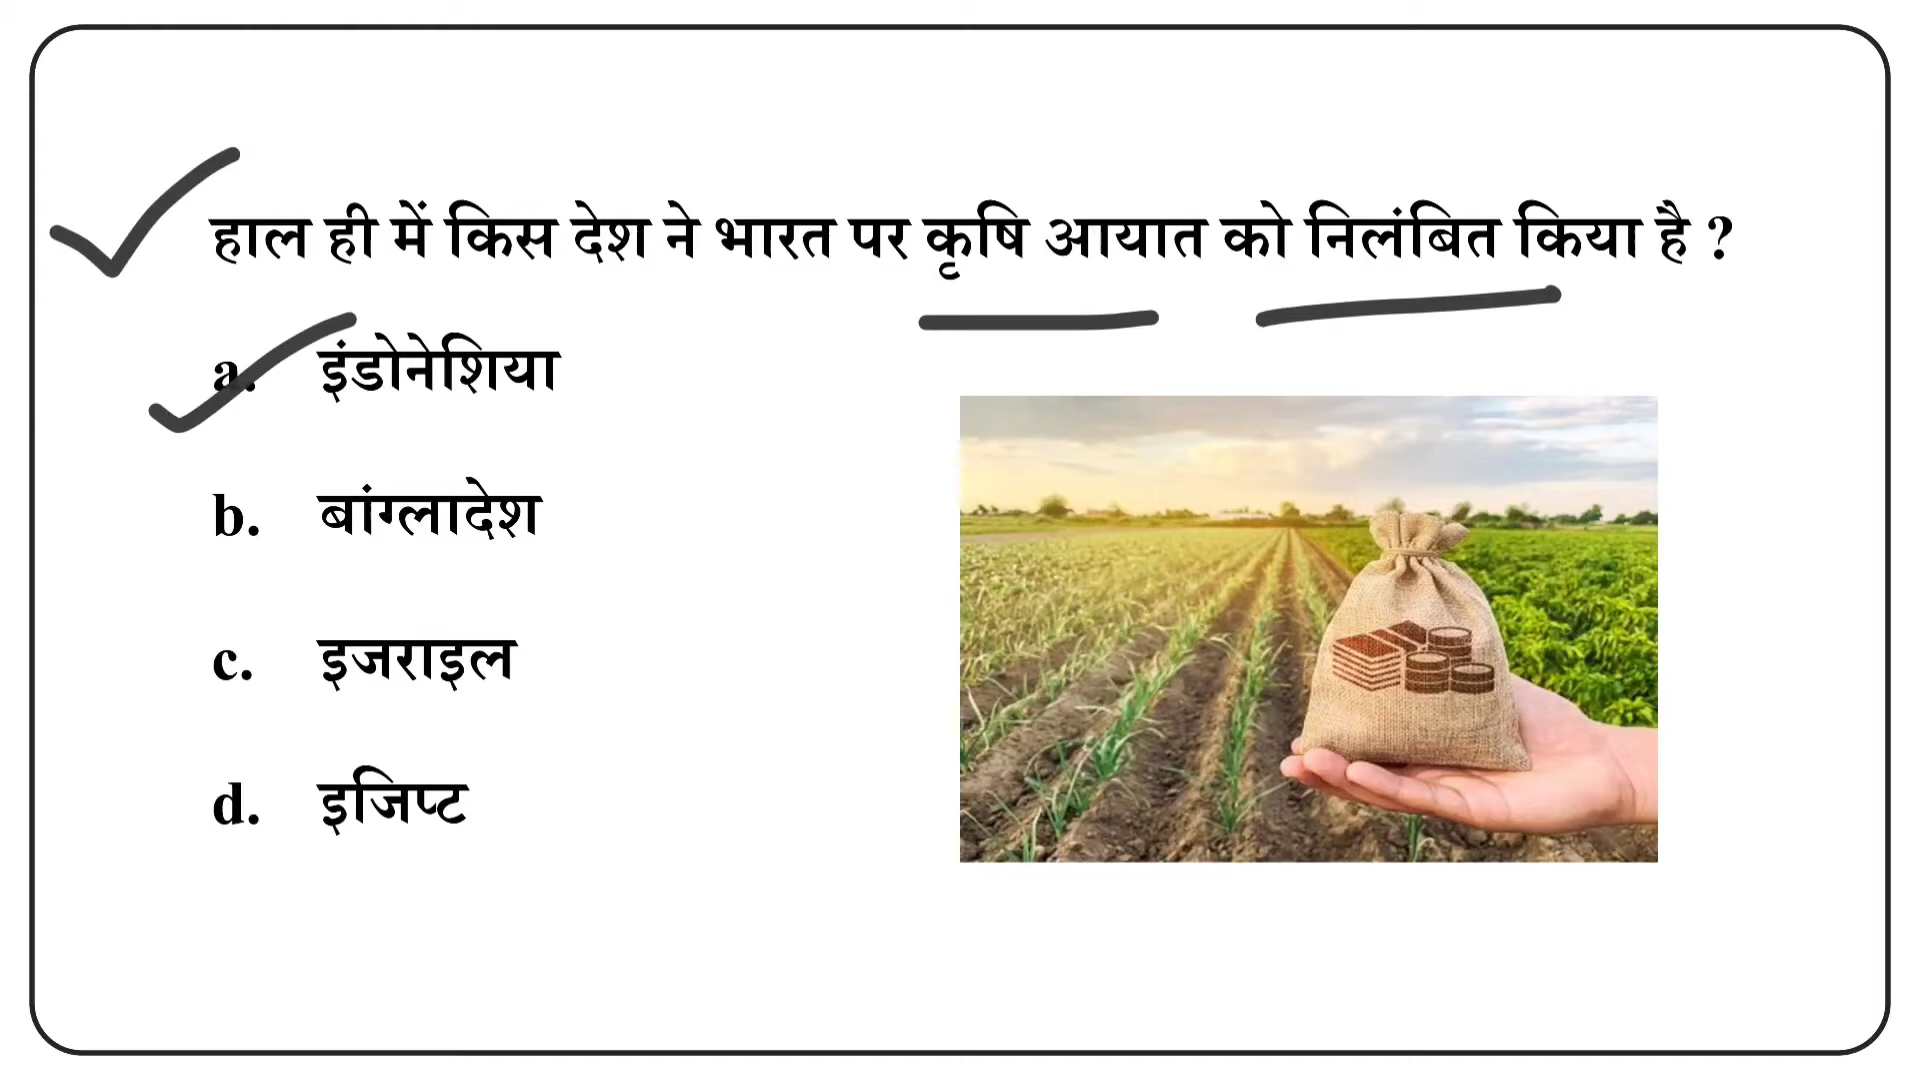 हाल ही में किस देश ने भारत पर कृषि आयात को निलंबित किया है ?
a. इंडोनेशिया
b. बांग्लादेश
c. इजराइल
d. इजिप्ट